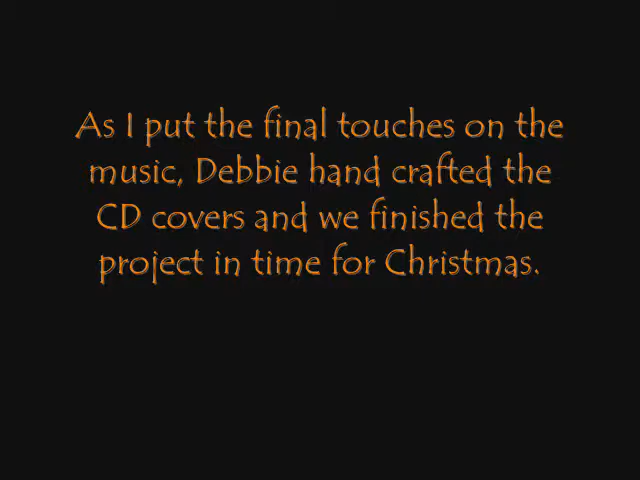 As I put the final touches on the
music, Debbie hand crafted the
CD covers and we finished the
project in time for Christmas.